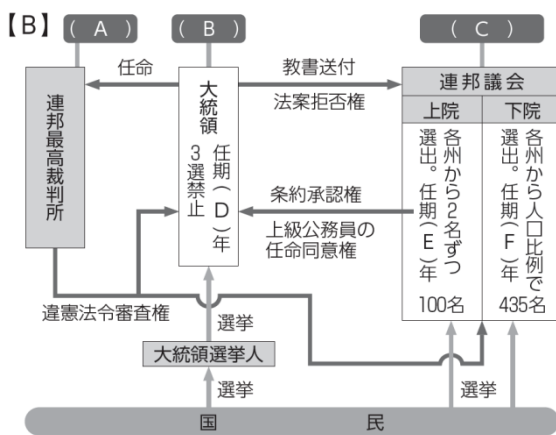 【B】
( A )
( B )
( C )
任命
教書送付
法案拒否権
連邦最高裁判所
大統領
任期(D)年
3選禁止
連邦議会
上院
下院
各州から2名ずつ
選出。任期(E)年
100名
各州から人口比例で
選出。任期(F)年
435名
条約承認権
上級公務員の
任命同意権
違憲法令審査権
選挙
大統領選挙人
選挙
選挙
国民